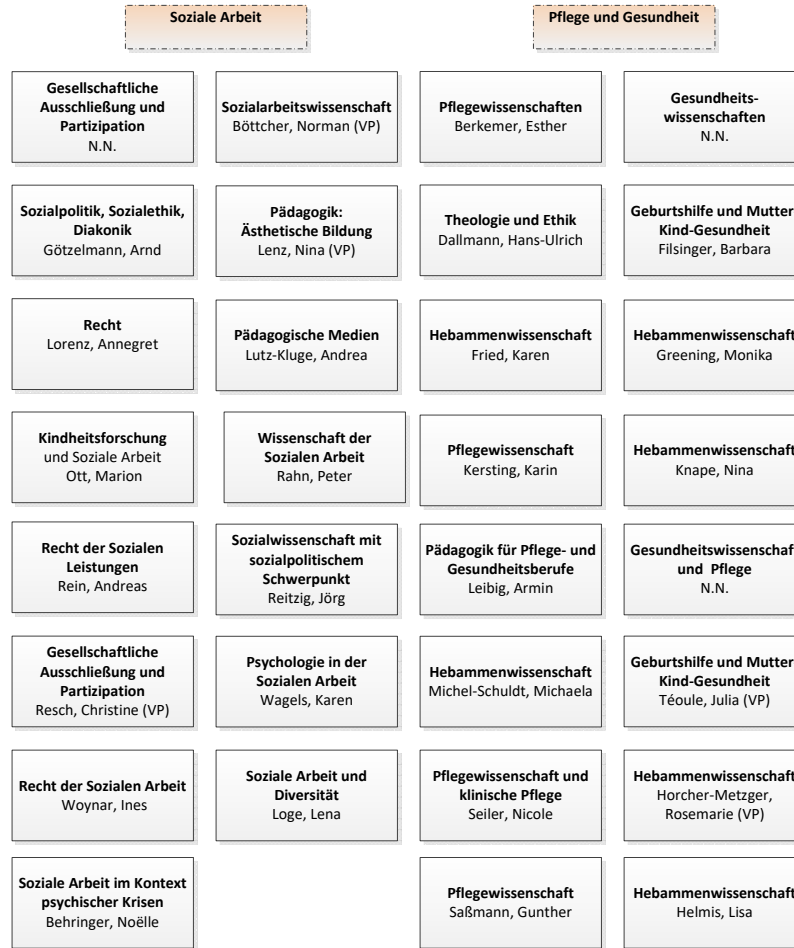 Soziale Arbeit
Pflege und Gesundheit
Gesellschaftliche
Ausschließung und
Partizipation
N.N.
Sozialarbeitswissenschaft
Böttcher, Norman (VP)
Pflegewissenschaften
Berkemer, Esther
Gesundheits-
wissenschaften
N.N.
Sozialpolitik, Sozialethik,
Diakonik
Götzelmann, Arnd
Pädagogik:
Ästhetische Bildung
Lenz, Nina (VP)
Theologie und Ethik
Dallmann, Hans-Ulrich
Geburtshilfe und Mutter
Kind-Gesundheit
Filsinger, Barbara
Recht
Lorenz, Annegret
Pädagogische Medien
Lutz-Kluge, Andrea
Hebammenwissenschaft
Fried, Karen
Hebammenwissenschaft
Greening, Monika
Kindheitsforschung
und Soziale Arbeit
Ott, Marion
Wissenschaft der
Sozialen Arbeit
Rahn, Peter
Pflegewissenschaft
Kersting, Karin
Hebammenwissenschaft
Knape, Nina
Recht der Sozialen
Leistungen
Rein, Andreas
Sozialwissenschaft mit
sozialpolitischem
Schwerpunkt
Reitzig, Jörg
Pädagogik für Pflege- und
Gesundheitsberufe
Leibig, Armin
Gesundheitswissenschaf
und Pflege
N.N.
Gesellschaftliche
Ausschließung und
Partizipation
Resch, Christine (VP)
Psychologie in der
Sozialen Arbeit
Wagels, Karen
Hebammenwissenschaft
Michel-Schuldt, Michaela
Geburtshilfe und Mutter
Kind-Gesundheit
Téoule, Julia (VP)
Recht der Sozialen Arbeit
Woynar, Ines
Soziale Arbeit und
Diversität
Loge, Lena
Pflegewissenschaft und
klinische Pflege
Seiler, Nicole
Hebammenwissenschaft
Horcher-Metzger,
Rosemarie (VP)
Soziale Arbeit im Kontext
psychischer Krisen
Behringer, Noëlle
Pflegewissenschaft
Saßmann, Gunther
Hebammenwissenschaft
Helmis, Lisa